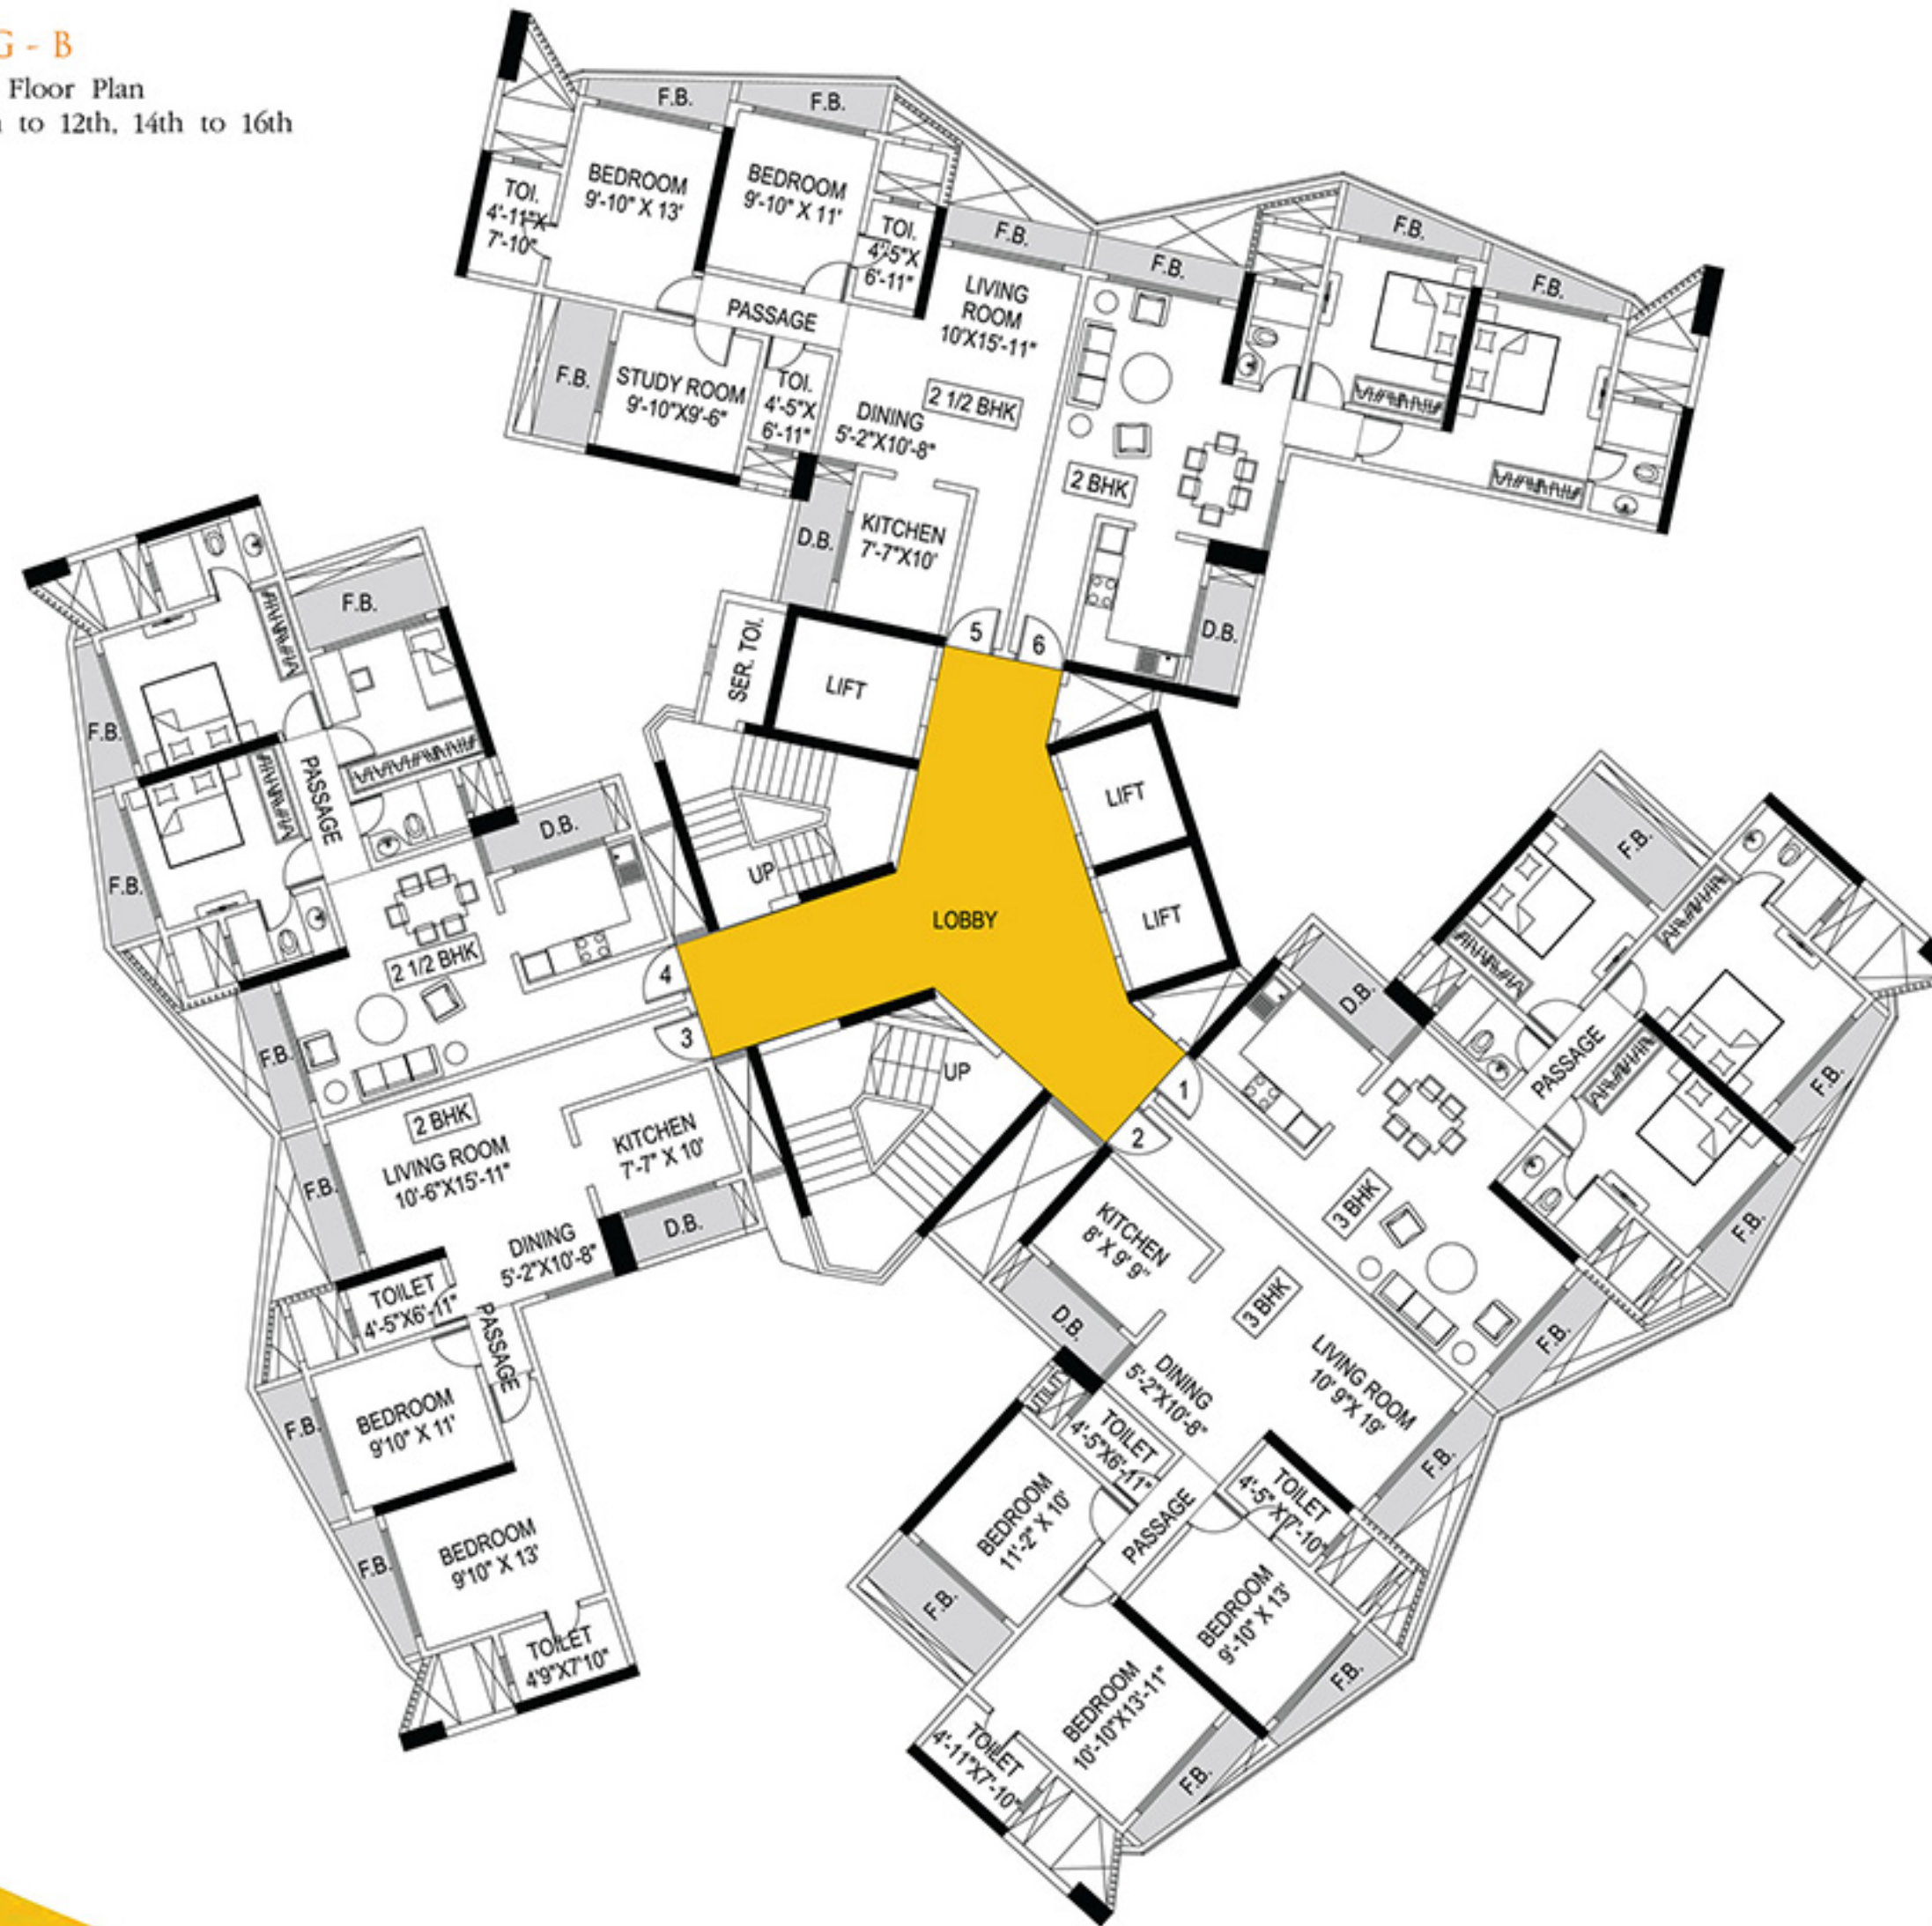 G - B
Floor Plan
to 12th, 14th to 16th
F.B.
F.B.
BEDROOM
9'-10" X 13'
BEDROOM
9'-10" X 11'
TOI.
4'-11"X
7'-10"
TOI.
4'-5"X
6'-11"
F.B.
F.B.
F.B.
F.B.
LIVING
ROOM
10'X15'-11"
PASSAGE
F.B.
STUDY ROOM
9'-10"X9'-6"
TOI.
4'-5"X
6'-11"
2 1/2 BHK
DINING
5'-2"X10'-8"
2 BHK
D.B.
KITCHEN
7'-7"X10'
D.B.
5
6
SER. TOI.
LIFT
LIFT
LIFT
UP
LOBBY
F.B.
F.B.
F.B.
PASSAGE
D.B.
2 1/2 BHK
4
3
F.B.
2 BHK
LIVING ROOM
10'-6"X15'-11"
KITCHEN
7'-7" X 10'
F.B.
DINING
5'-2"X10'-8"
D.B.
TOILET
4'-5"X6'-11"
PASSAGE
F.B.
BEDROOM
9'10" X 11'
F.B.
BEDROOM
9'10" X 13'
TOILET
4'9"X7'10"
UP
1
2
F.B.
D.B.
PASSAGE
F.B.
F.B.
3 BHK
F.B.
KITCHEN
8' X 9' 9"
3 BHK
D.B.
LIVING ROOM
10' 9"X 19'
DINING
5'-2"X10'-8"
UTILITY
TOILET
4'-5"X6'-11"
F.B.
TOILET
4'-5" X 7'-10"
BEDROOM
11'-2" X 10'
PASSAGE
F.B.
BEDROOM
9'-10" X 13'
F.B.
BEDROOM
10'-10"X13'-11"
TOILET
4'-11"X7'-10"
F.B.